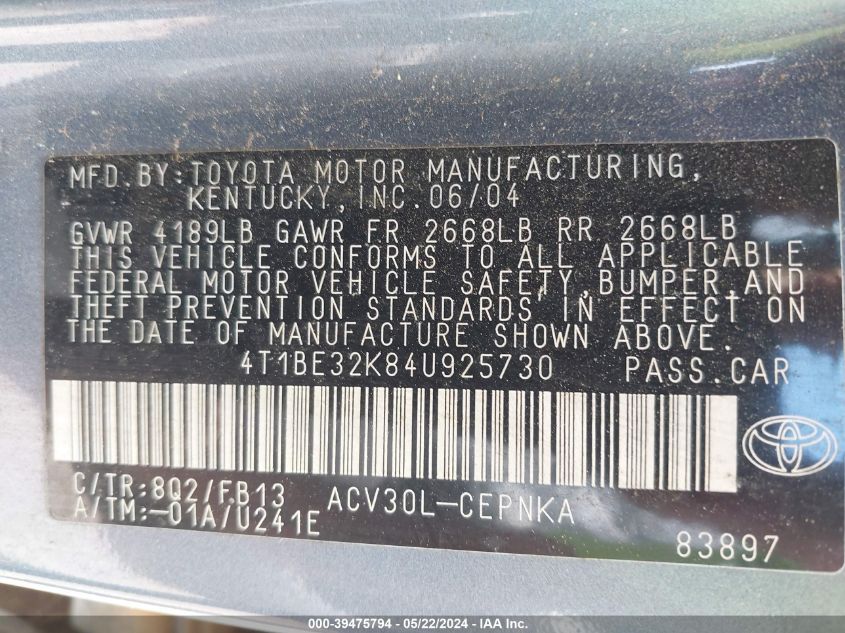 MFD.BY:TOYOTA MOTOR MANUFACTURING,
KENTUCKY,INC.06/04
GVWR 4189LB GAWR FR 2668LB RR 2668LB
THIS VEHICLE CONFORMS TO ALL APPLICABLE
FEDERAL MOTOR VEHICLE SAFETY,BUMPER,AND
THEFT PREVENTION STANDARDS IN EFFECT ON
THE DATE OF MANUFACTURE SHOWN ABOVE.
4T1BE32K84U925730 PASS.CAR
C/TR:8Q2/FB13 ACV30L-CEPNKA
A/TM:-01A/U241E
83897
000-39475794 - 05/22/2024 - IAA Inc.